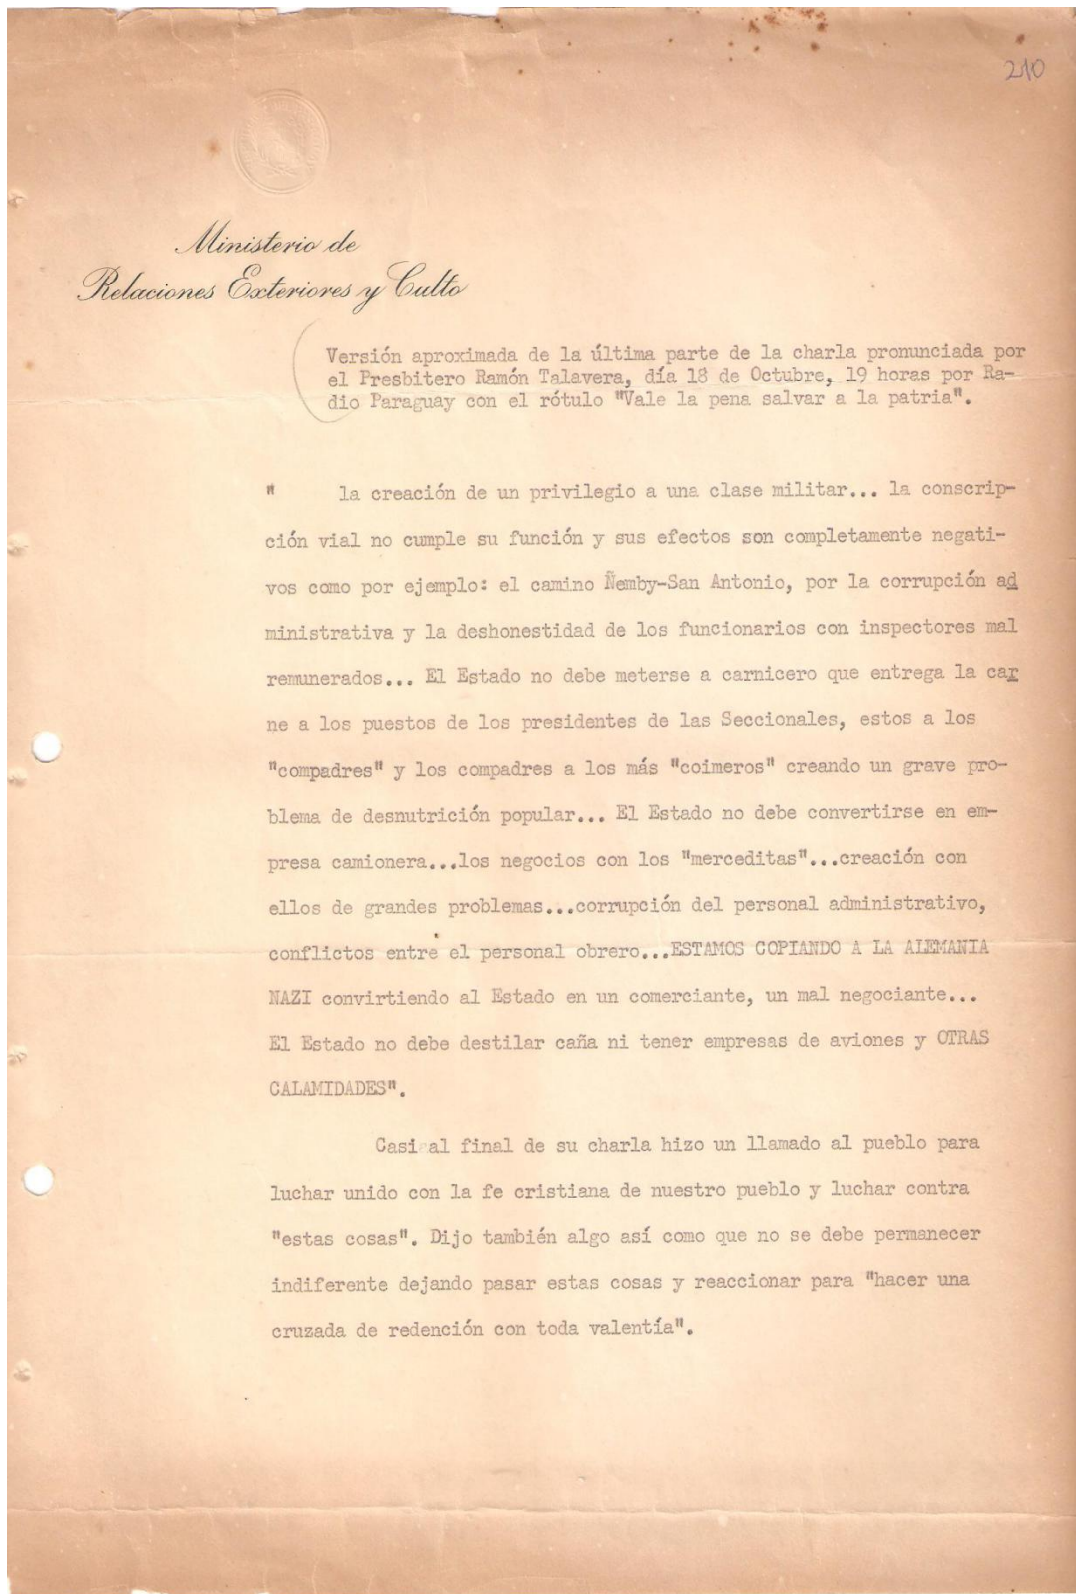 210
Ministerio de
Relaciones Exteriores y Culto
Versión aproximada de la última parte de la charla pronunciada por
el Presbitero Ramón Talavera, día 18 de Octubre, 19 horas por Ra-
dio Paraguay con el rótulo "Vale la pena salvar a la patria".
" la creación de un privilegio a una clase militar... la conscrip-
ción vial no cumple su función y sus efectos son completamente negati-
vos como por ejemplo: el camino Ñemby-San Antonio, por la corrupción ad
ministrativa y la deshonestidad de los funcionarios con inspectores mal
remunerados... El Estado no debe meterse a carnicero que entrega la car
ne a los puestos de los presidentes de las Seccionales, estos a los
"compadres" y los compadres a los más "coimeros" creando un grave pro-
blema de desnutrición popular... El Estado no debe convertirse en em-
presa camionera...los negocios con los "merceditas"...creación con
ellos de grandes problemas...corrupción del personal administrativo,
conflictos entre el personal obrero...ESTAMOS COPIANDO A LA ALEMANIA
NAZI convirtiendo al Estado en un comerciante, un mal negociante...
El Estado no debe destilar caña ni tener empresas de aviones y OTRAS
CALAMIDADES".
Casi al final de su charla hizo un llamado al pueblo para
luchar unido con la fe cristiana de nuestro pueblo y luchar contra
"estas cosas". Dijo también algo así como que no se debe permanecer
indiferente dejando pasar estas cosas y reaccionar para "hacer una
cruzada de redención con toda valentía".